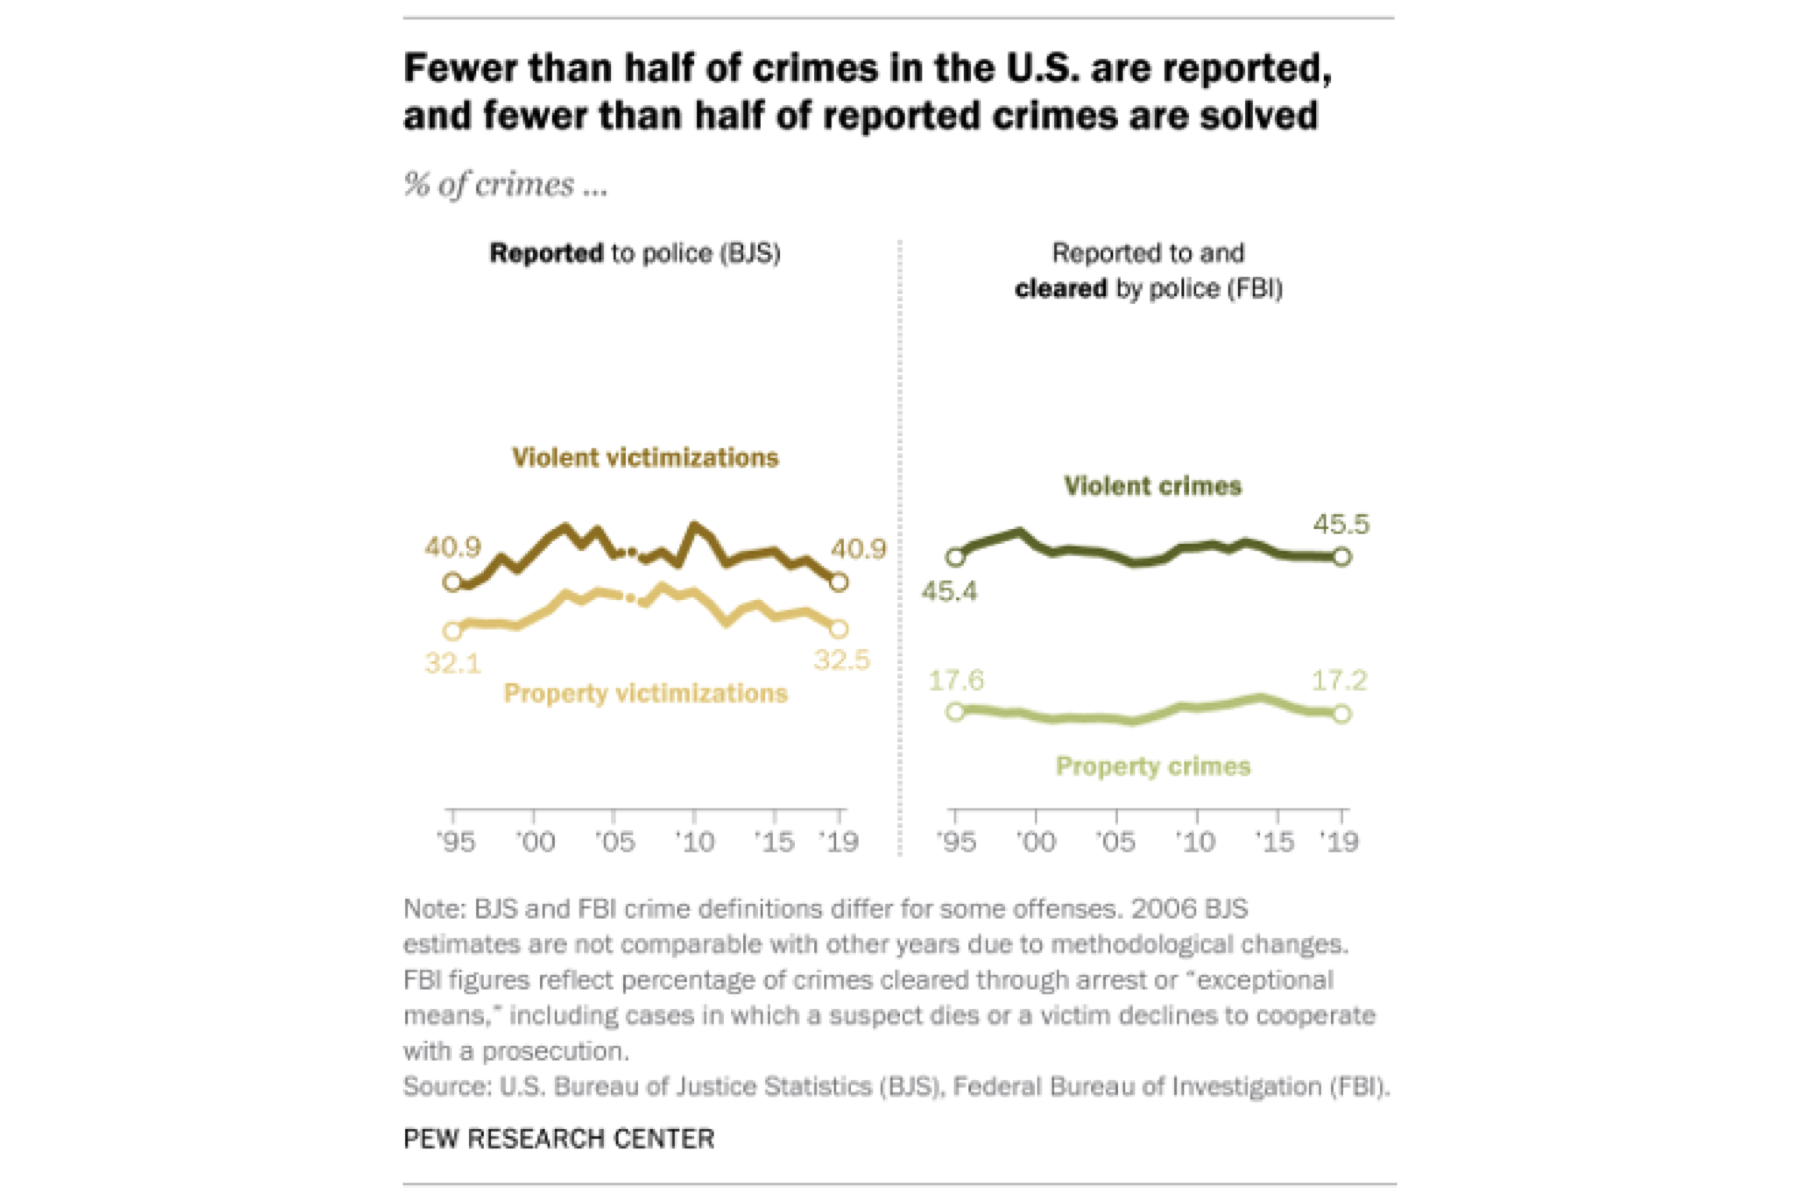 Fewer than half of crimes in the U.S. are reported,
and fewer than half of reported crimes are solved
% of crimes ...
Reported to police (BJS)
Violent victimizations
40.9
40.9
32.1
32.5
Property victimizations
'95 '00 '05 '10 '15 '19
Reported to and
cleared by police (FBI)
Violent crimes
45.5
45.4
17.6
17.2
Property crimes
'95 '00 '05 '10 '15 '19
Note: BJS and FBI crime definitions differ for some offenses. 2006 BJS
estimates are not comparable with other years due to methodological changes.
FBI figures reflect percentage of crimes cleared through arrest or “exceptional
means,” including cases in which a suspect dies or a victim declines to cooperate
with a prosecution.
Source: U.S. Bureau of Justice Statistics (BJS), Federal Bureau of Investigation (FBI).
PEW RESEARCH CENTER